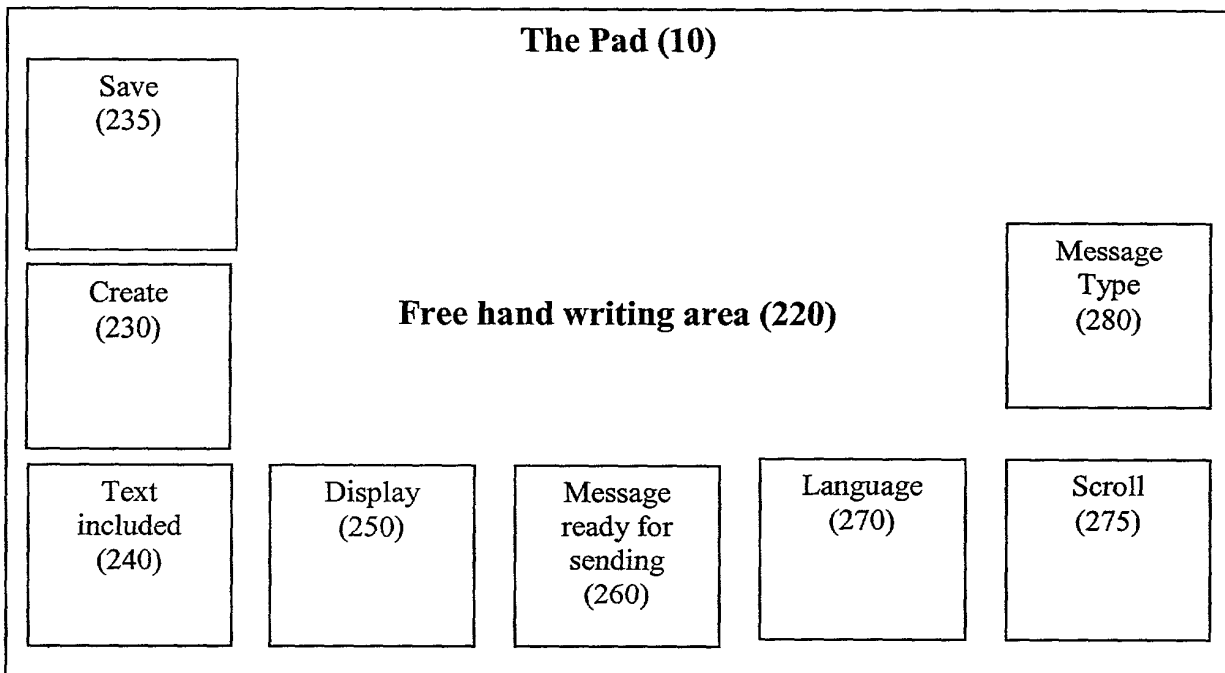 The Pad (10)
Save
(235)
Create
(230)
Free hand writing area (220)
Message
Type
(280)
Text
included
(240)
Display
(250)
Message
ready for
sending
(260)
Language
(270)
Scroll
(275)